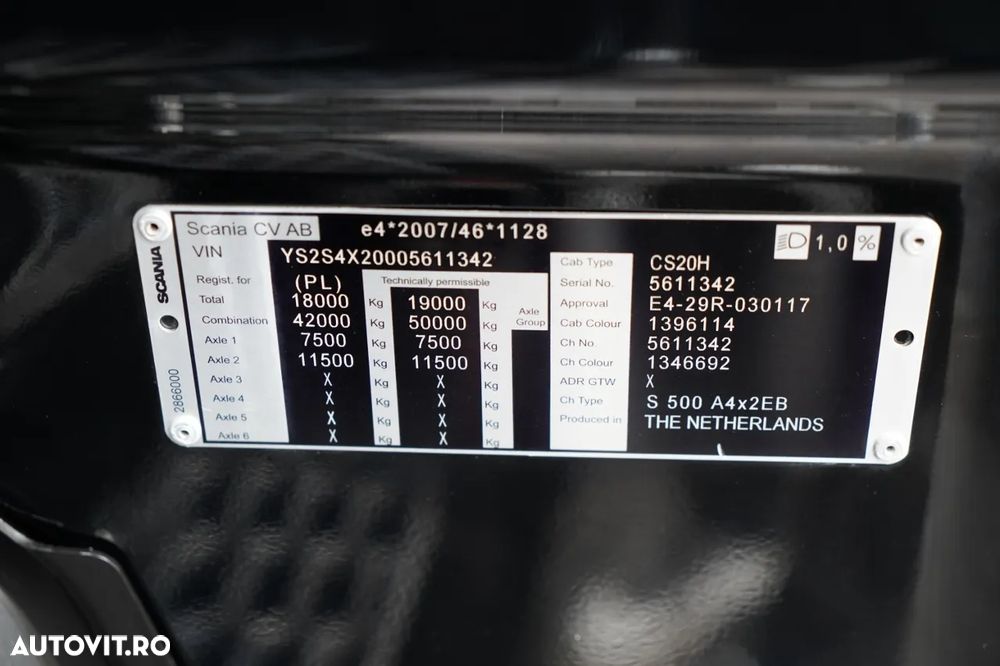 Scania CV AB e4*2007/46*1128 1,0 %
VIN YS2S4X20005611342
Regist. for (PL) Technically permissible
Total 18000 Kg 19000 Kg Axle Group
Combination 42000 Kg 50000 Kg
Axle 1 7500 Kg 7500 Kg
Axle 2 11500 Kg 11500 Kg
Axle 3 X Kg X Kg
Axle 4 X Kg X Kg
Axle 5 X Kg X Kg
Axle 6 X Kg X Kg
Cab Type CS20H
Serial No. 5611342
Approval E4-29R-030117
Cab Colour 1396114
Ch No. 5611342
Ch Colour 1346692
ADR GTW X
Ch Type S 500 A4x2EB
Produced in THE NETHERLANDS
SCANIA
2866000
AUTOVIT.RO